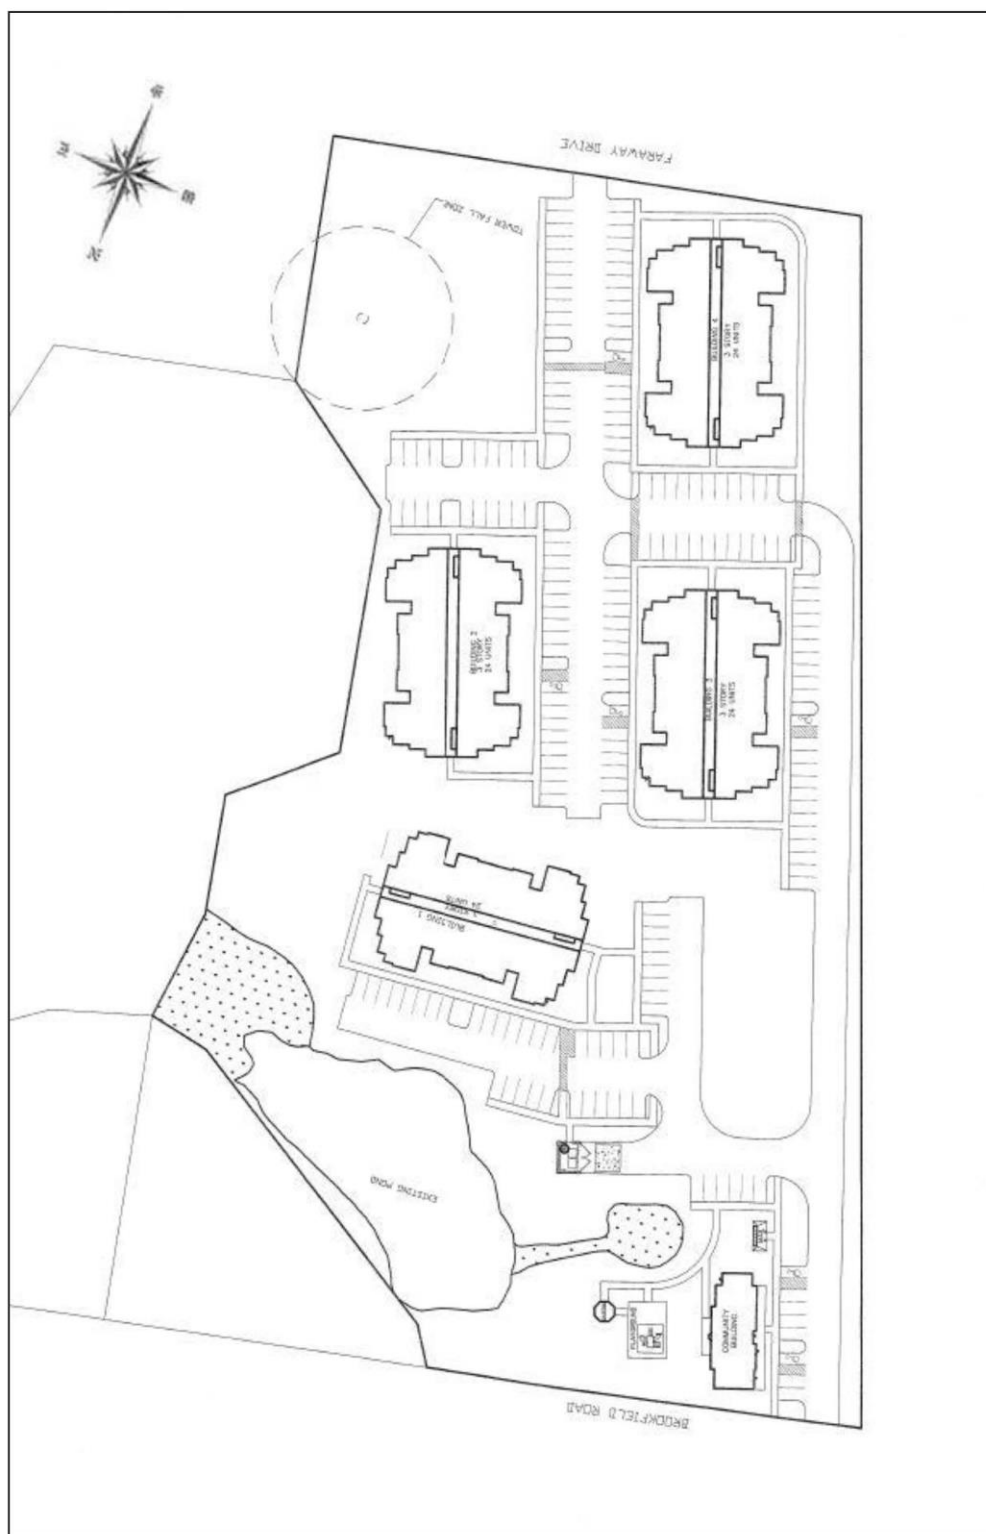 FARAWAY DRIVE
TOWER FALL ZONE
BUILDING 4
3 STORY
24 UNITS
BUILDING 2
3 STORY
24 UNITS
BUILDING 3
3 STORY
24 UNITS
BUILDING 1
3 STORY
24 UNITS
EXISTING POND
PLAYGROUND
COMMUNITY
BUILDING
BROOKFIELD ROAD
N